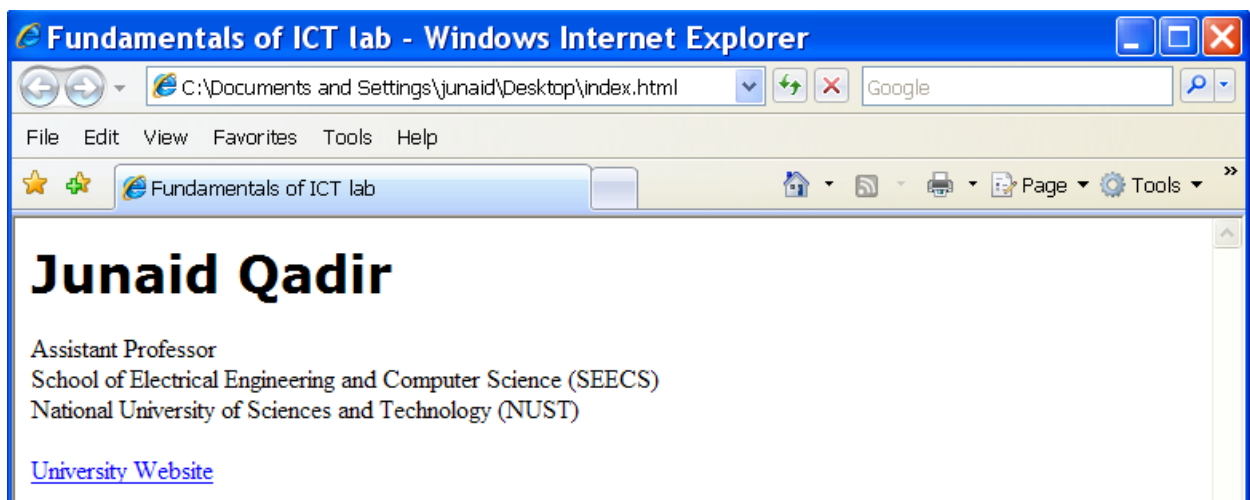 Fundamentals of ICT lab - Windows Internet Explorer
C:\Documents and Settings\junaid\Desktop\index.html Google
File Edit View Favorites Tools Help
Fundamentals of ICT lab Page Tools »
Junaid Qadir
Assistant Professor
School of Electrical Engineering and Computer Science (SEECS)
National University of Sciences and Technology (NUST)
University Website